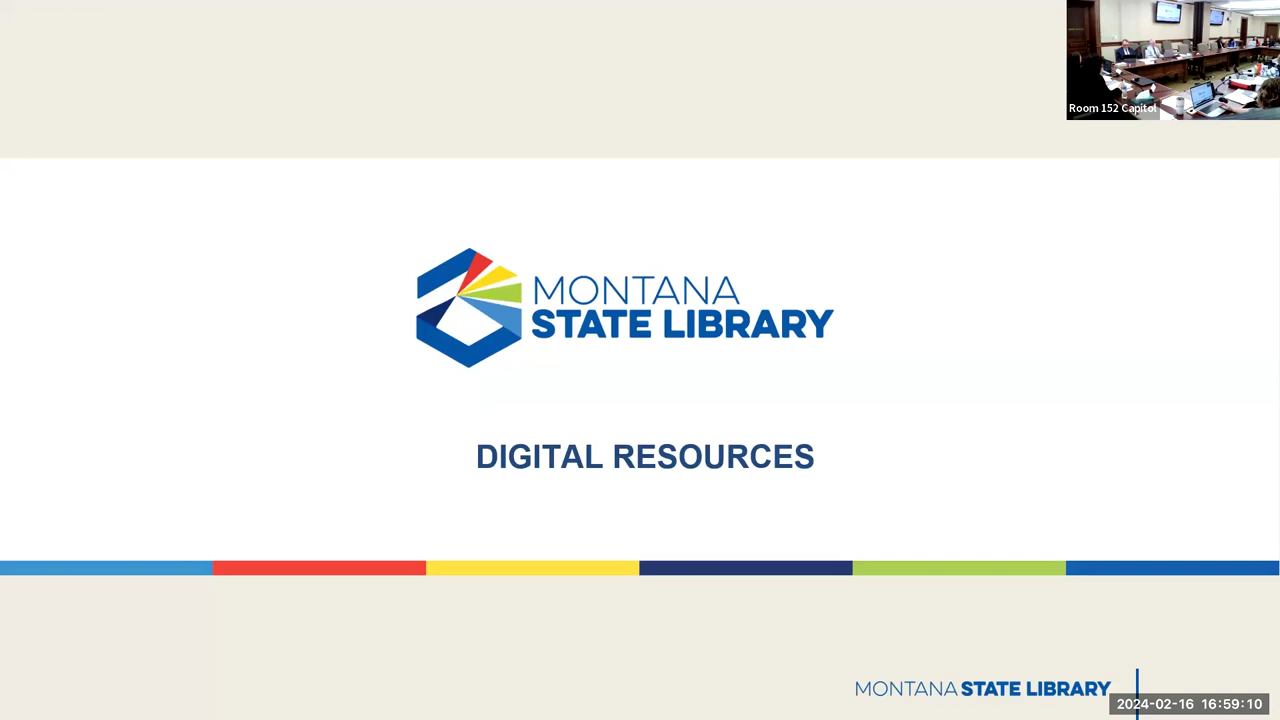 Room 152 Capitol
MONTANA
STATE LIBRARY
DIGITAL RESOURCES
MONTANA STATE LIBRARY
2024-02-16 16:59:10